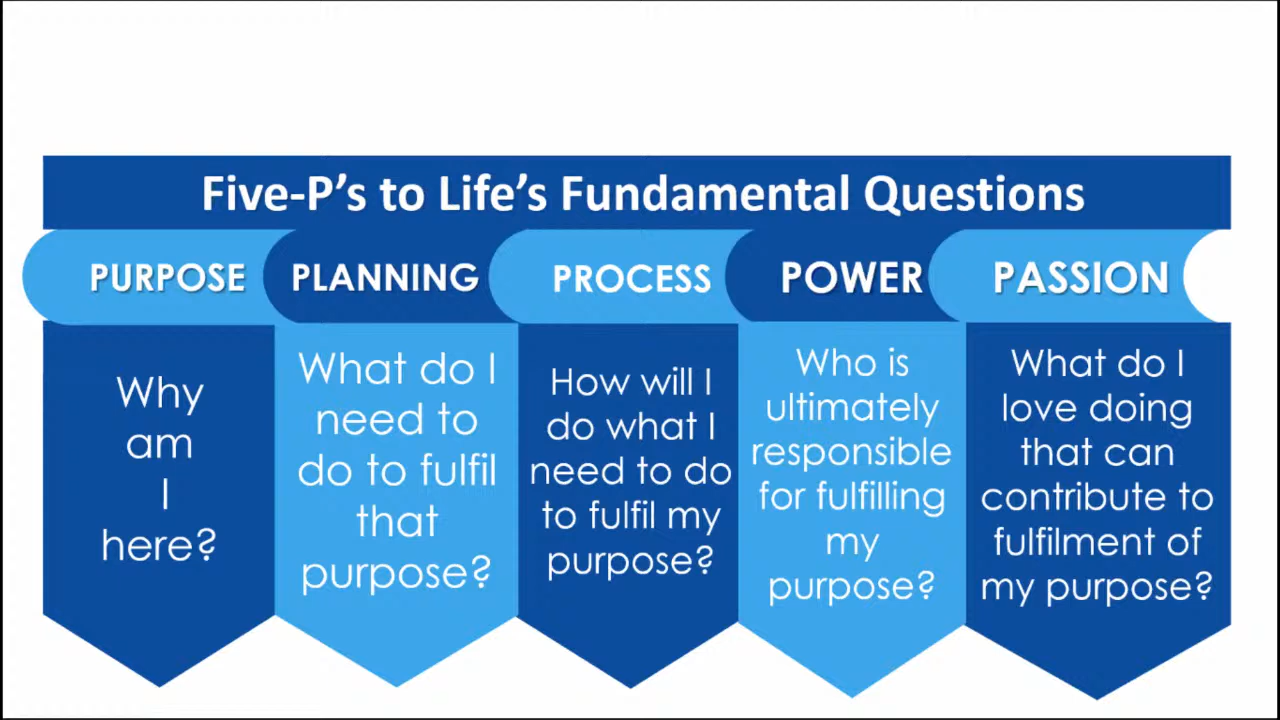 Five-P’s to Life’s Fundamental Questions
PURPOSE
PLANNING
PROCESS
POWER
PASSION
Why
am
I
here?
What do I
need to
do to fulfil
that
purpose?
How will I
do what I
need to do
to fulfil my
purpose?
Who is
ultimately
responsible
for fulfilling
my
purpose?
What do I
love doing
that can
contribute to
fulfilment of
my purpose?